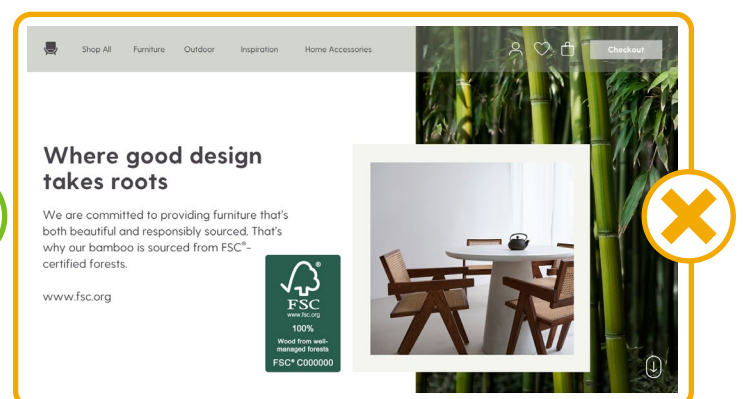 Shop All Furniture Outdoor Inspiration Home Accessories Checkout
Where good design
takes roots
We are committed to providing furniture that's
both beautiful and responsibly sourced. That's
why our bamboo is sourced from FSC®-
certified forests.
www.fsc.org
FSC
www.fsc.org
100%
Wood from well-
managed forests
FSC® C000000